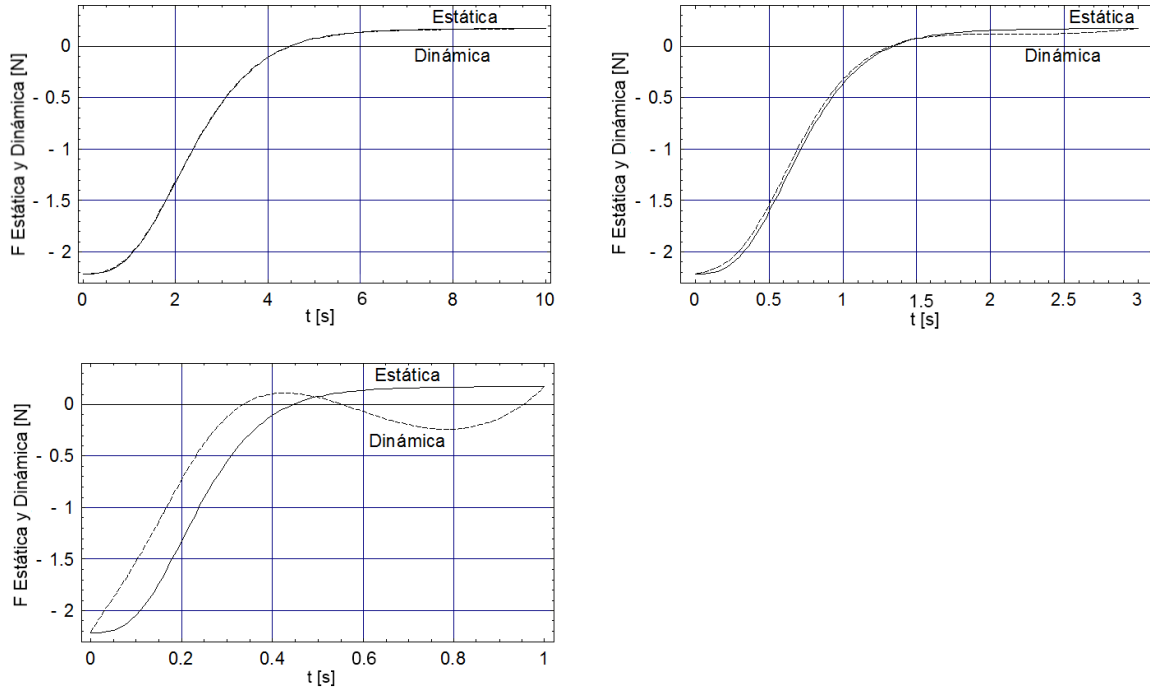 F Estática y Dinámica [N]
0
- 0.5
- 1
- 1.5
- 2
Estática
Dinámica
0 2 4 6 8 10
t [s]
F Estática y Dinámica [N]
0
- 0.5
- 1
- 1.5
- 2
Estática
Dinámica
0 0.5 1 1.5 2 2.5 3
t [s]
F Estática y Dinámica [N]
0
- 0.5
- 1
- 1.5
- 2
Estática
Dinámica
0 0.2 0.4 0.6 0.8 1
t [s]